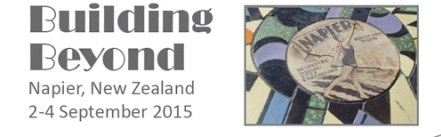 Building
Beyond
Napier, New Zealand
2-4 September 2015
NAPIER